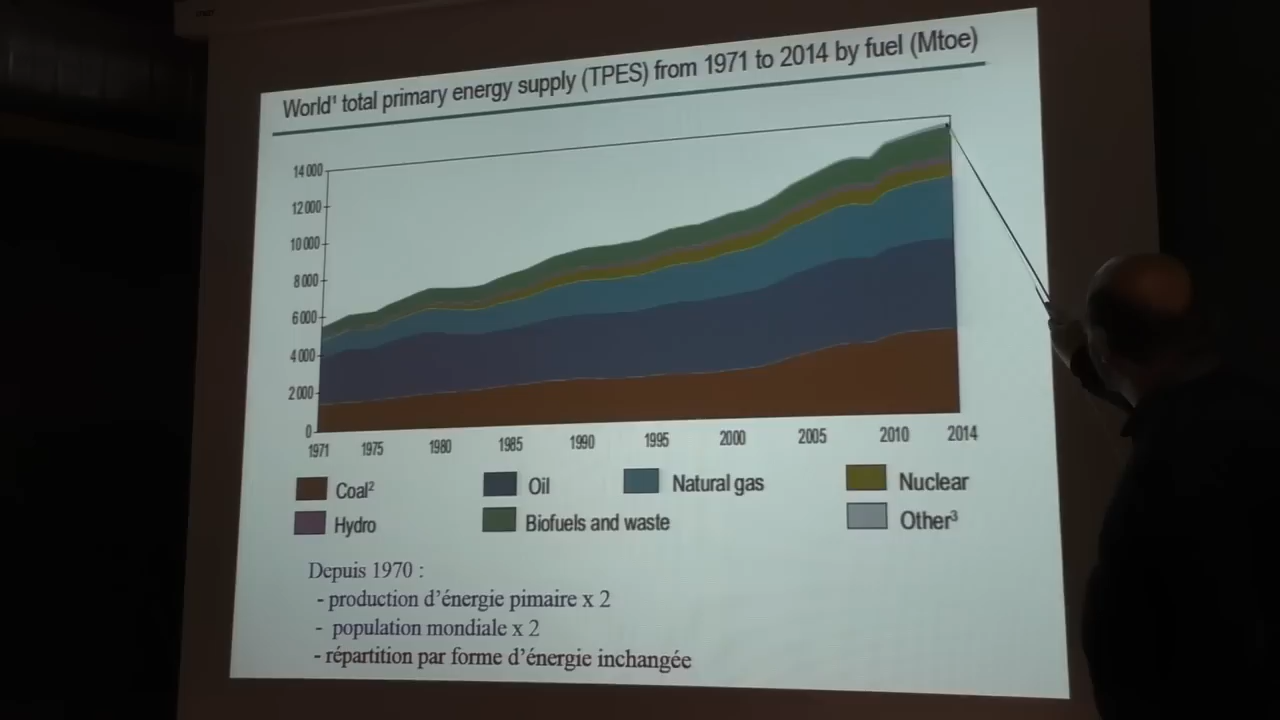 World¹ total primary energy supply (TPES) from 1971 to 2014 by fuel (Mtoe)
14 000
12 000
10 000
8 000
6 000
4 000
2 000
0
1971 1975 1980 1985 1990 1995 2000 2005 2010 2014
Coal² Oil Natural gas Nuclear
Hydro Biofuels and waste Other³
Depuis 1970 :
- production d'énergie pimaire x 2
- population mondiale x 2
- répartition par forme d'énergie inchangée